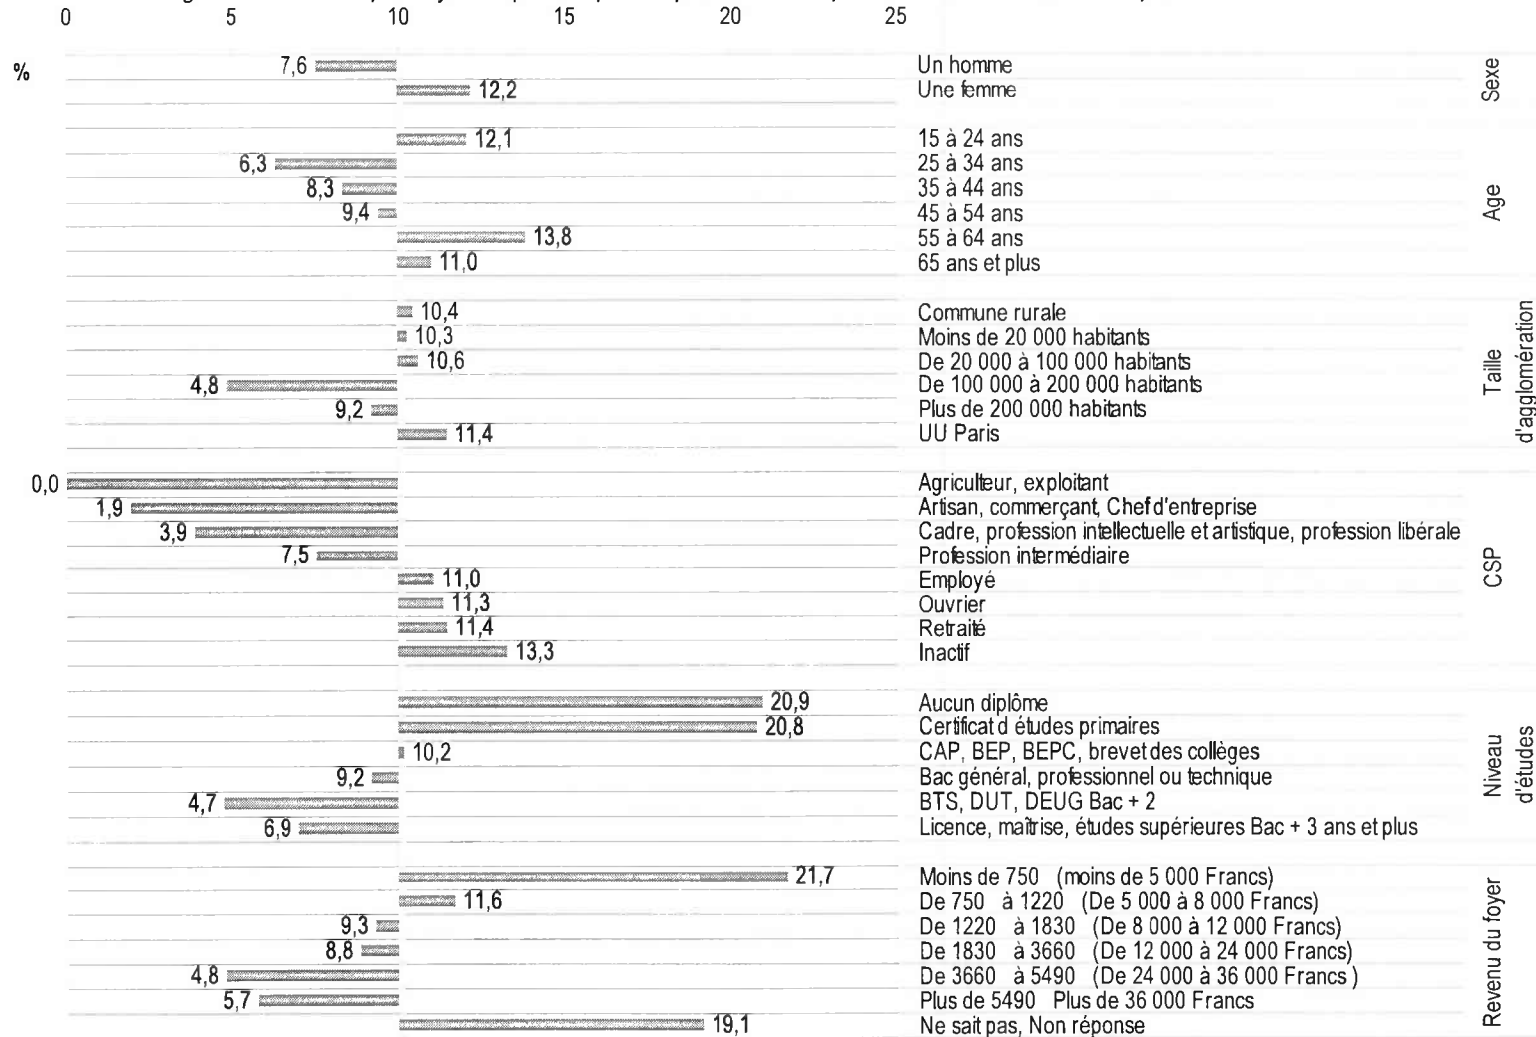 0 5 10 15 20 25
%
7,6 Un homme
12,2 Une femme
Sexe
12,1 15 à 24 ans
6,3 25 à 34 ans
8,3 35 à 44 ans
9,4 45 à 54 ans
13,8 55 à 64 ans
11,0 65 ans et plus
Age
10,4 Commune rurale
10,3 Moins de 20 000 habitants
10,6 De 20 000 à 100 000 habitants
4,8 De 100 000 à 200 000 habitants
9,2 Plus de 200 000 habitants
11,4 UU Paris
Taille
d'agglomération
0,0 Agriculteur, exploitant
1,9 Artisan, commerçant, Chef d'entreprise
3,9 Cadre, profession intellectuelle et artistique, profession libérale
7,5 Profession intermédiaire
11,0 Employé
11,3 Ouvrier
11,4 Retraité
13,3 Inactif
CSP
20,9 Aucun diplôme
20,8 Certificat d études primaires
10,2 CAP, BEP, BEPC, brevet des collèges
9,2 Bac général, professionnel ou technique
4,7 BTS, DUT, DEUG Bac + 2
6,9 Licence, maîtrise, études supérieures Bac + 3 ans et plus
Niveau
d'études
21,7 Moins de 750 (moins de 5 000 Francs)
11,6 De 750 à 1220 (De 5 000 à 8 000 Francs)
9,3 De 1220 à 1830 (De 8 000 à 12 000 Francs)
8,8 De 1830 à 3660 (De 12 000 à 24 000 Francs)
4,8 De 3660 à 5490 (De 24 000 à 36 000 Francs )
5,7 Plus de 5490 Plus de 36 000 Francs
19,1 Ne sait pas, Non réponse
Revenu du foyer